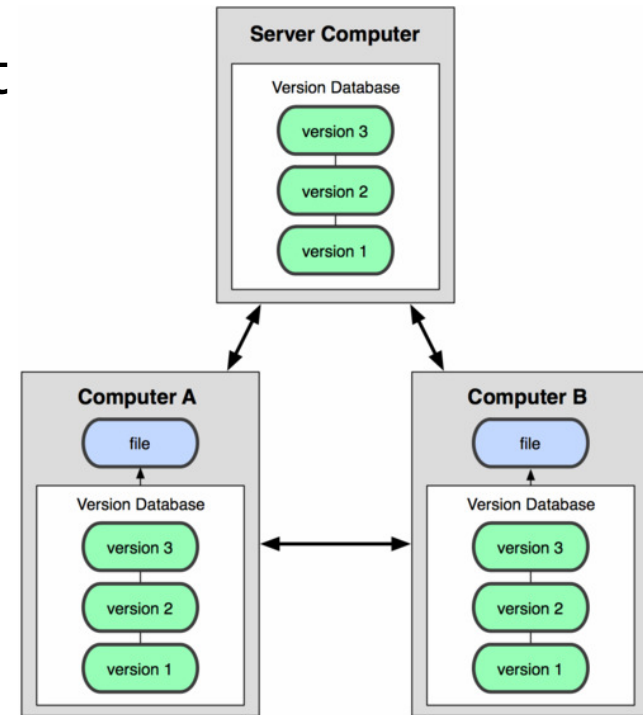 t
Server Computer
Version Database
version 3
version 2
version 1
Computer A
file
Version Database
version 3
version 2
version 1
Computer B
file
Version Database
version 3
version 2
version 1